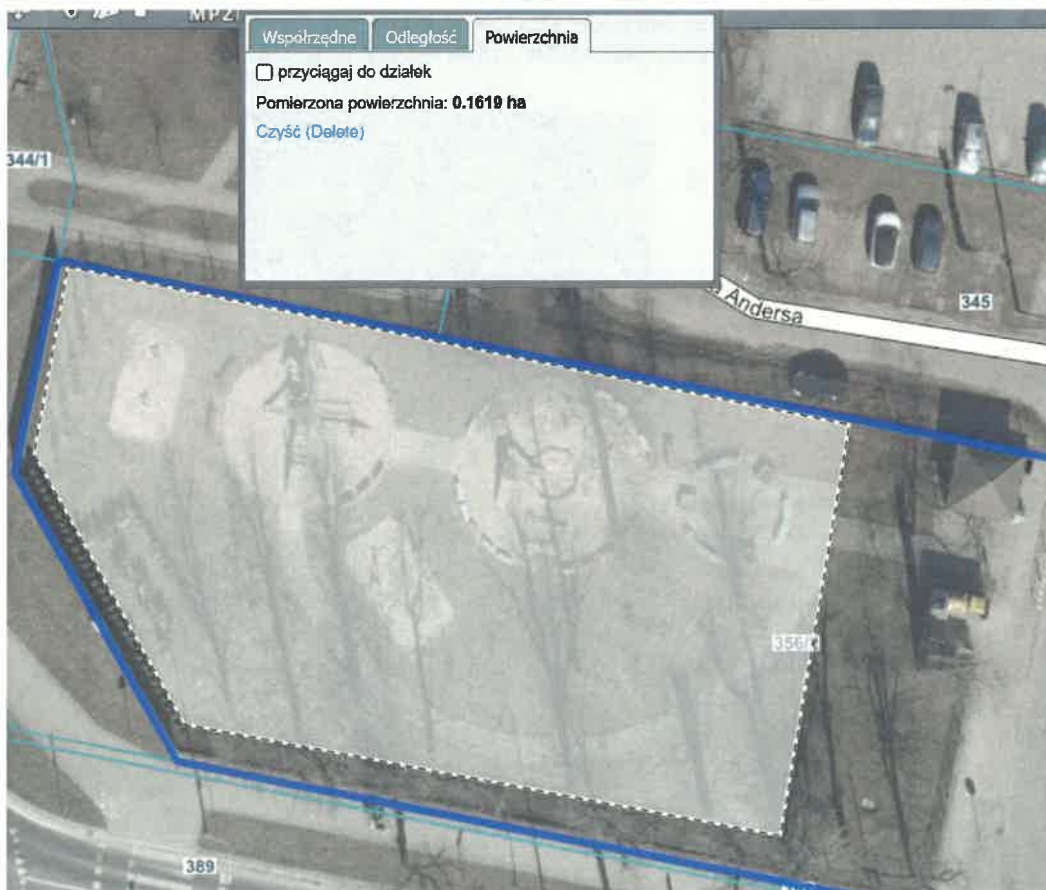 MPZ
Współrzędne Odległość Powierzchnia
przyciągaj do działek
Pomierzona powierzchnia: 0.1619 ha
Czyść (Delete)
344/1
Andersa
345
356/
389